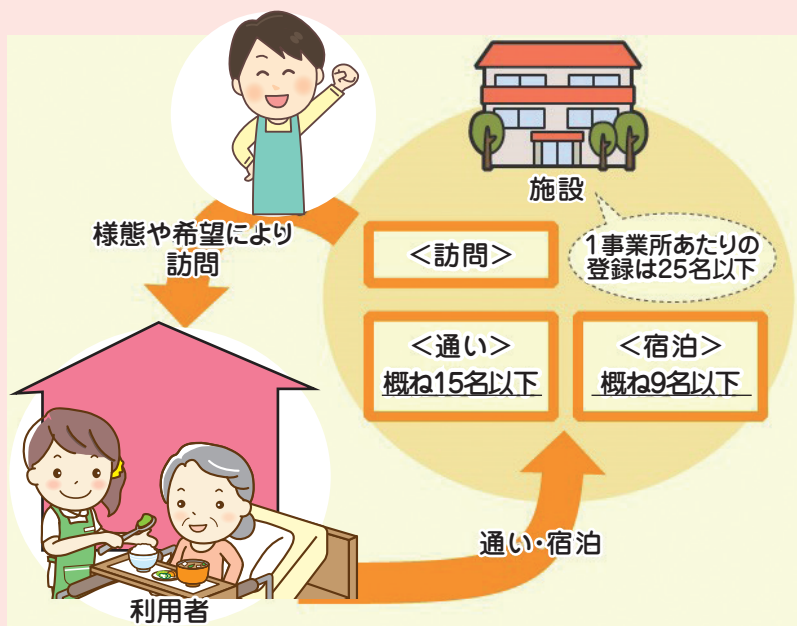 施設
様態や希望により
訪問
＜訪問＞
1事業所あたりの
登録は25名以下
＜通い＞
概ね15名以下
＜宿泊＞
概ね9名以下
通い・宿泊
利用者